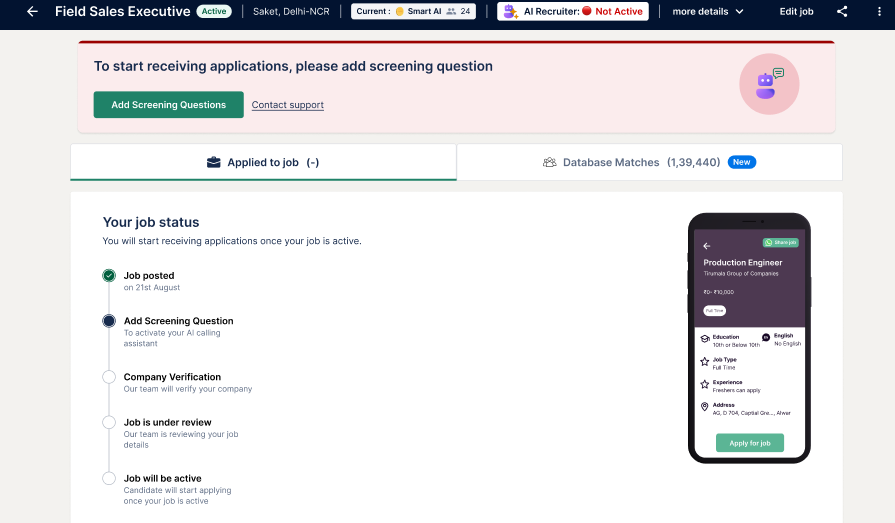 Field Sales Executive
Active
Saket, Delhi-NCR
Current : Smart AI 24
AI Recruiter: Not Active
more details
Edit job
To start receiving applications, please add screening question
Add Screening Questions
Contact support
Applied to job (-)
Database Matches (1,39,440) New
Your job status
You will start receiving applications once your job is active.
Job posted
on 21st August
Add Screening Question
To activate your AI calling
assistant
Company Verification
Our team will verify your company
Job is under review
Our team is reviewing your job
details
Job will be active
Candidate will start applying
once your job is active
Share job
Production Engineer
Tirumala Group of Companies
₹0- ₹10,000
Full Time
Education
10th or Below 10th
English
No English
Job Type
Full Time
Experience
Freshers can apply
Address
AG, D 704, Captial Gre..., Alwar
Apply for job